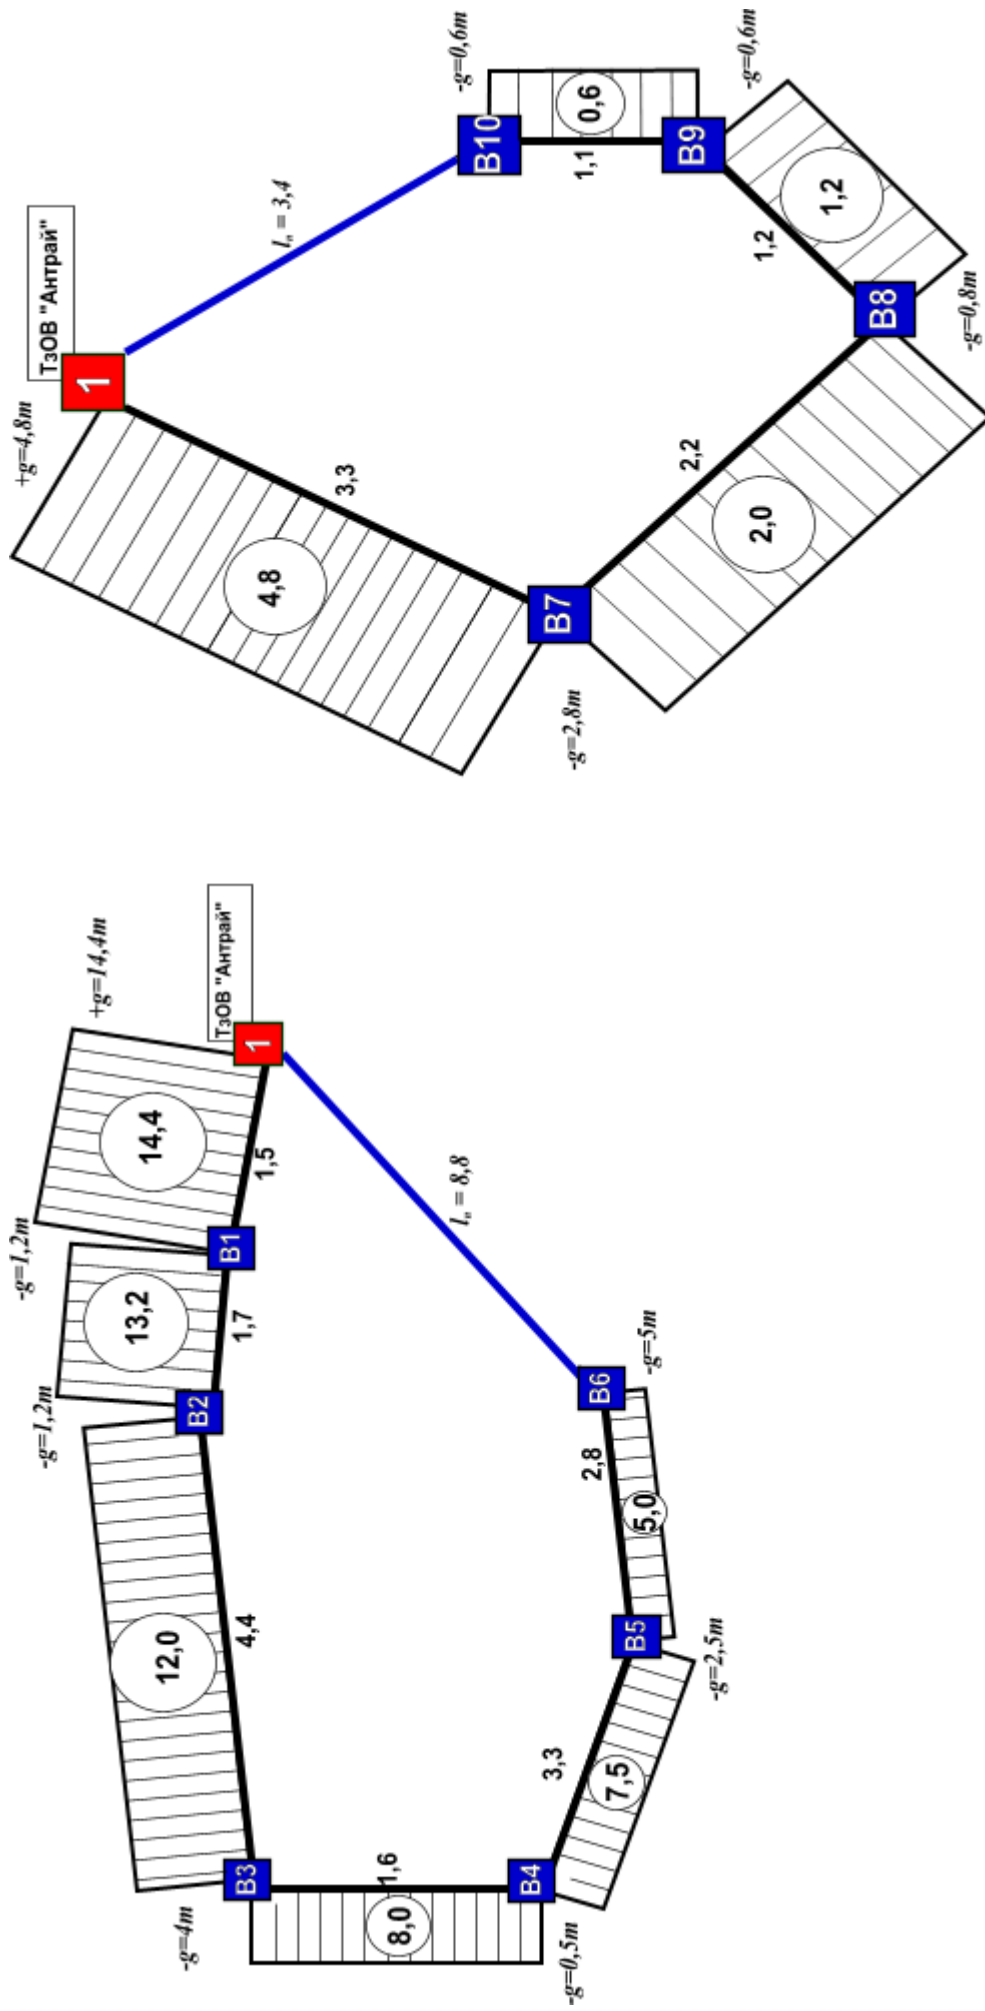 -g=4m
-g=1,2m
-g=1,2m
+g=14,4m
12,0
13,2
14,4
ТзОВ "Антрай"
B3
B2
B1
1
4,4
1,7
1,5
8,0
1,6
lₙ = 8,8
B4
3,3
B5
2,8
B6
7,5
5,0
-g=0,5m
-g=2,5m
-g=5m
+g=4,8m
ТзОВ "Антрай"
1
4,8
3,3
lₙ = 3,4
-g=0,6m
B10
B7
-g=2,8m
1,1
0,6
2,2
2,0
B9
-g=0,6m
1,2
1,2
B8
-g=0,8m